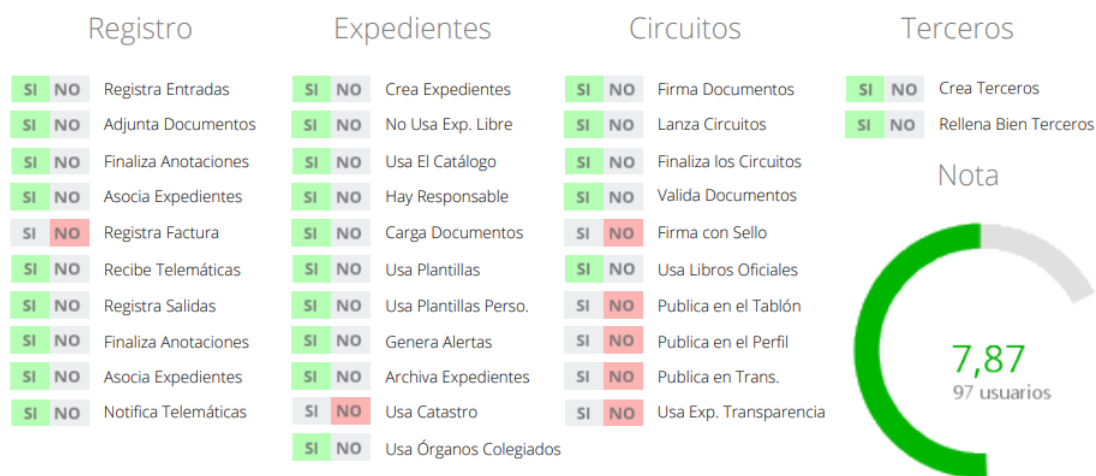 Registro
SI NO Registra Entradas
SI NO Adjunta Documentos
SI NO Finaliza Anotaciones
SI NO Asocia Expedientes
SI NO Registra Factura
SI NO Recibe Telemáticas
SI NO Registra Salidas
SI NO Finaliza Anotaciones
SI NO Asocia Expedientes
SI NO Notifica Telemáticas
Expedientes
SI NO Crea Expedientes
SI NO No Usa Exp. Libre
SI NO Usa El Catálogo
SI NO Hay Responsable
SI NO Carga Documentos
SI NO Usa Plantillas
SI NO Usa Plantillas Perso.
SI NO Genera Alertas
SI NO Archiva Expedientes
SI NO Usa Catastro
SI NO Usa Órganos Colegiados
Circuitos
SI NO Firma Documentos
SI NO Lanza Circuitos
SI NO Finaliza los Circuitos
SI NO Valida Documentos
SI NO Firma con Sello
SI NO Usa Libros Oficiales
SI NO Publica en el Tablón
SI NO Publica en el Perfil
SI NO Publica en Trans.
SI NO Usa Exp. Transparencia
Terceros
SI NO Crea Terceros
SI NO Rellena Bien Terceros
Nota
7,87
97 usuarios